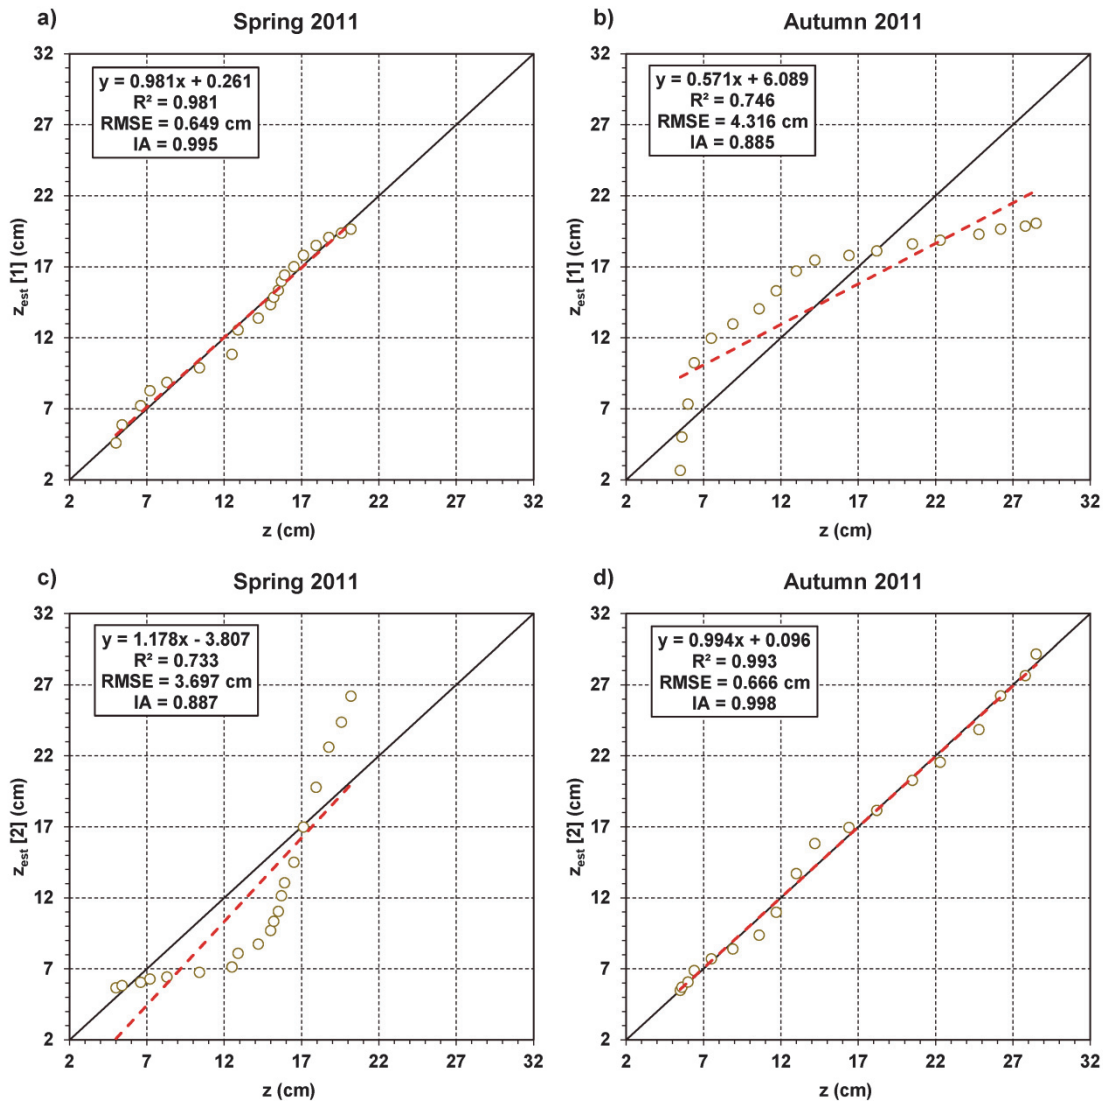 a)
Spring 2011
y = 0.981x + 0.261
R² = 0.981
RMSE = 0.649 cm
IA = 0.995
32
27
22
17
12
7
2
z_est [1] (cm)
2 7 12 17 22 27 32
z (cm)
b)
Autumn 2011
y = 0.571x + 6.089
R² = 0.746
RMSE = 4.316 cm
IA = 0.885
32
27
22
17
12
7
2
z_est [1] (cm)
2 7 12 17 22 27 32
z (cm)
c)
Spring 2011
y = 1.178x - 3.807
R² = 0.733
RMSE = 3.697 cm
IA = 0.887
32
27
22
17
12
7
2
z_est [2] (cm)
2 7 12 17 22 27 32
z (cm)
d)
Autumn 2011
y = 0.994x + 0.096
R² = 0.993
RMSE = 0.666 cm
IA = 0.998
32
27
22
17
12
7
2
z_est [2] (cm)
2 7 12 17 22 27 32
z (cm)